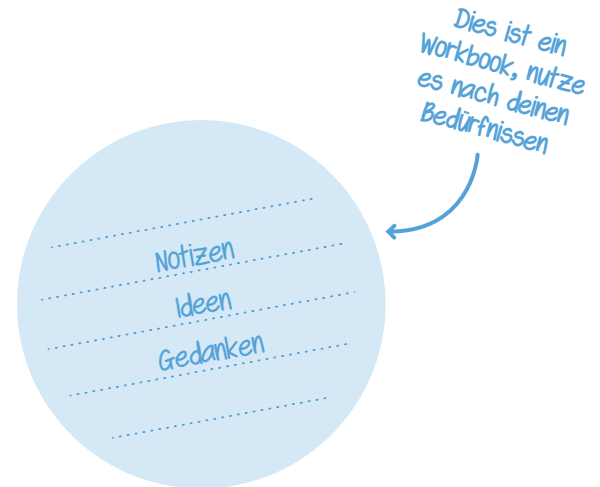 Dies ist ein
Workbook, nutze
es nach deinen
Bedürfnissen
Notizen
Ideen
Gedanken